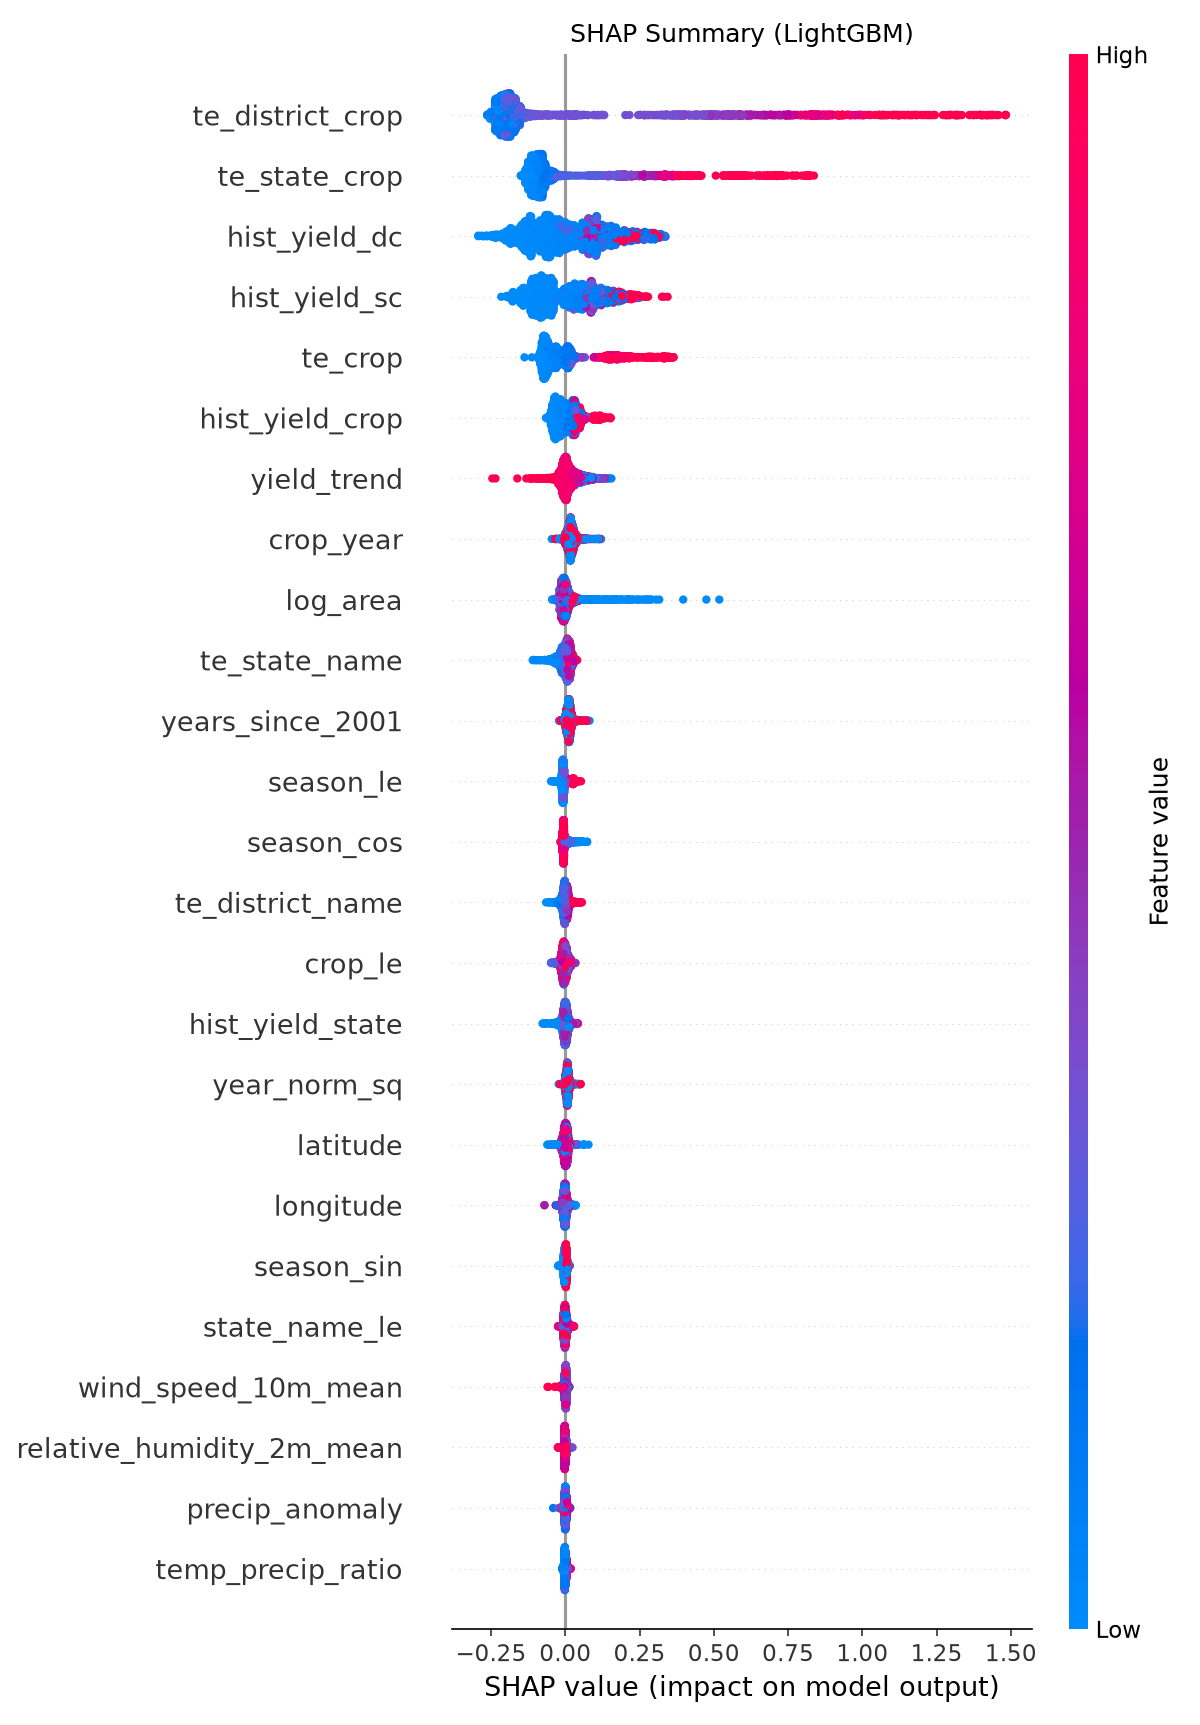 SHAP Summary (LightGBM)
High
te_district_crop
te_state_crop
hist_yield_dc
hist_yield_sc
te_crop
hist_yield_crop
yield_trend
crop_year
log_area
te_state_name
years_since_2001
season_le
season_cos
te_district_name
crop_le
hist_yield_state
year_norm_sq
latitude
longitude
season_sin
state_name_le
wind_speed_10m_mean
relative_humidity_2m_mean
precip_anomaly
temp_precip_ratio
Feature value
Low
−0.25 0.00 0.25 0.50 0.75 1.00 1.25 1.50
SHAP value (impact on model output)